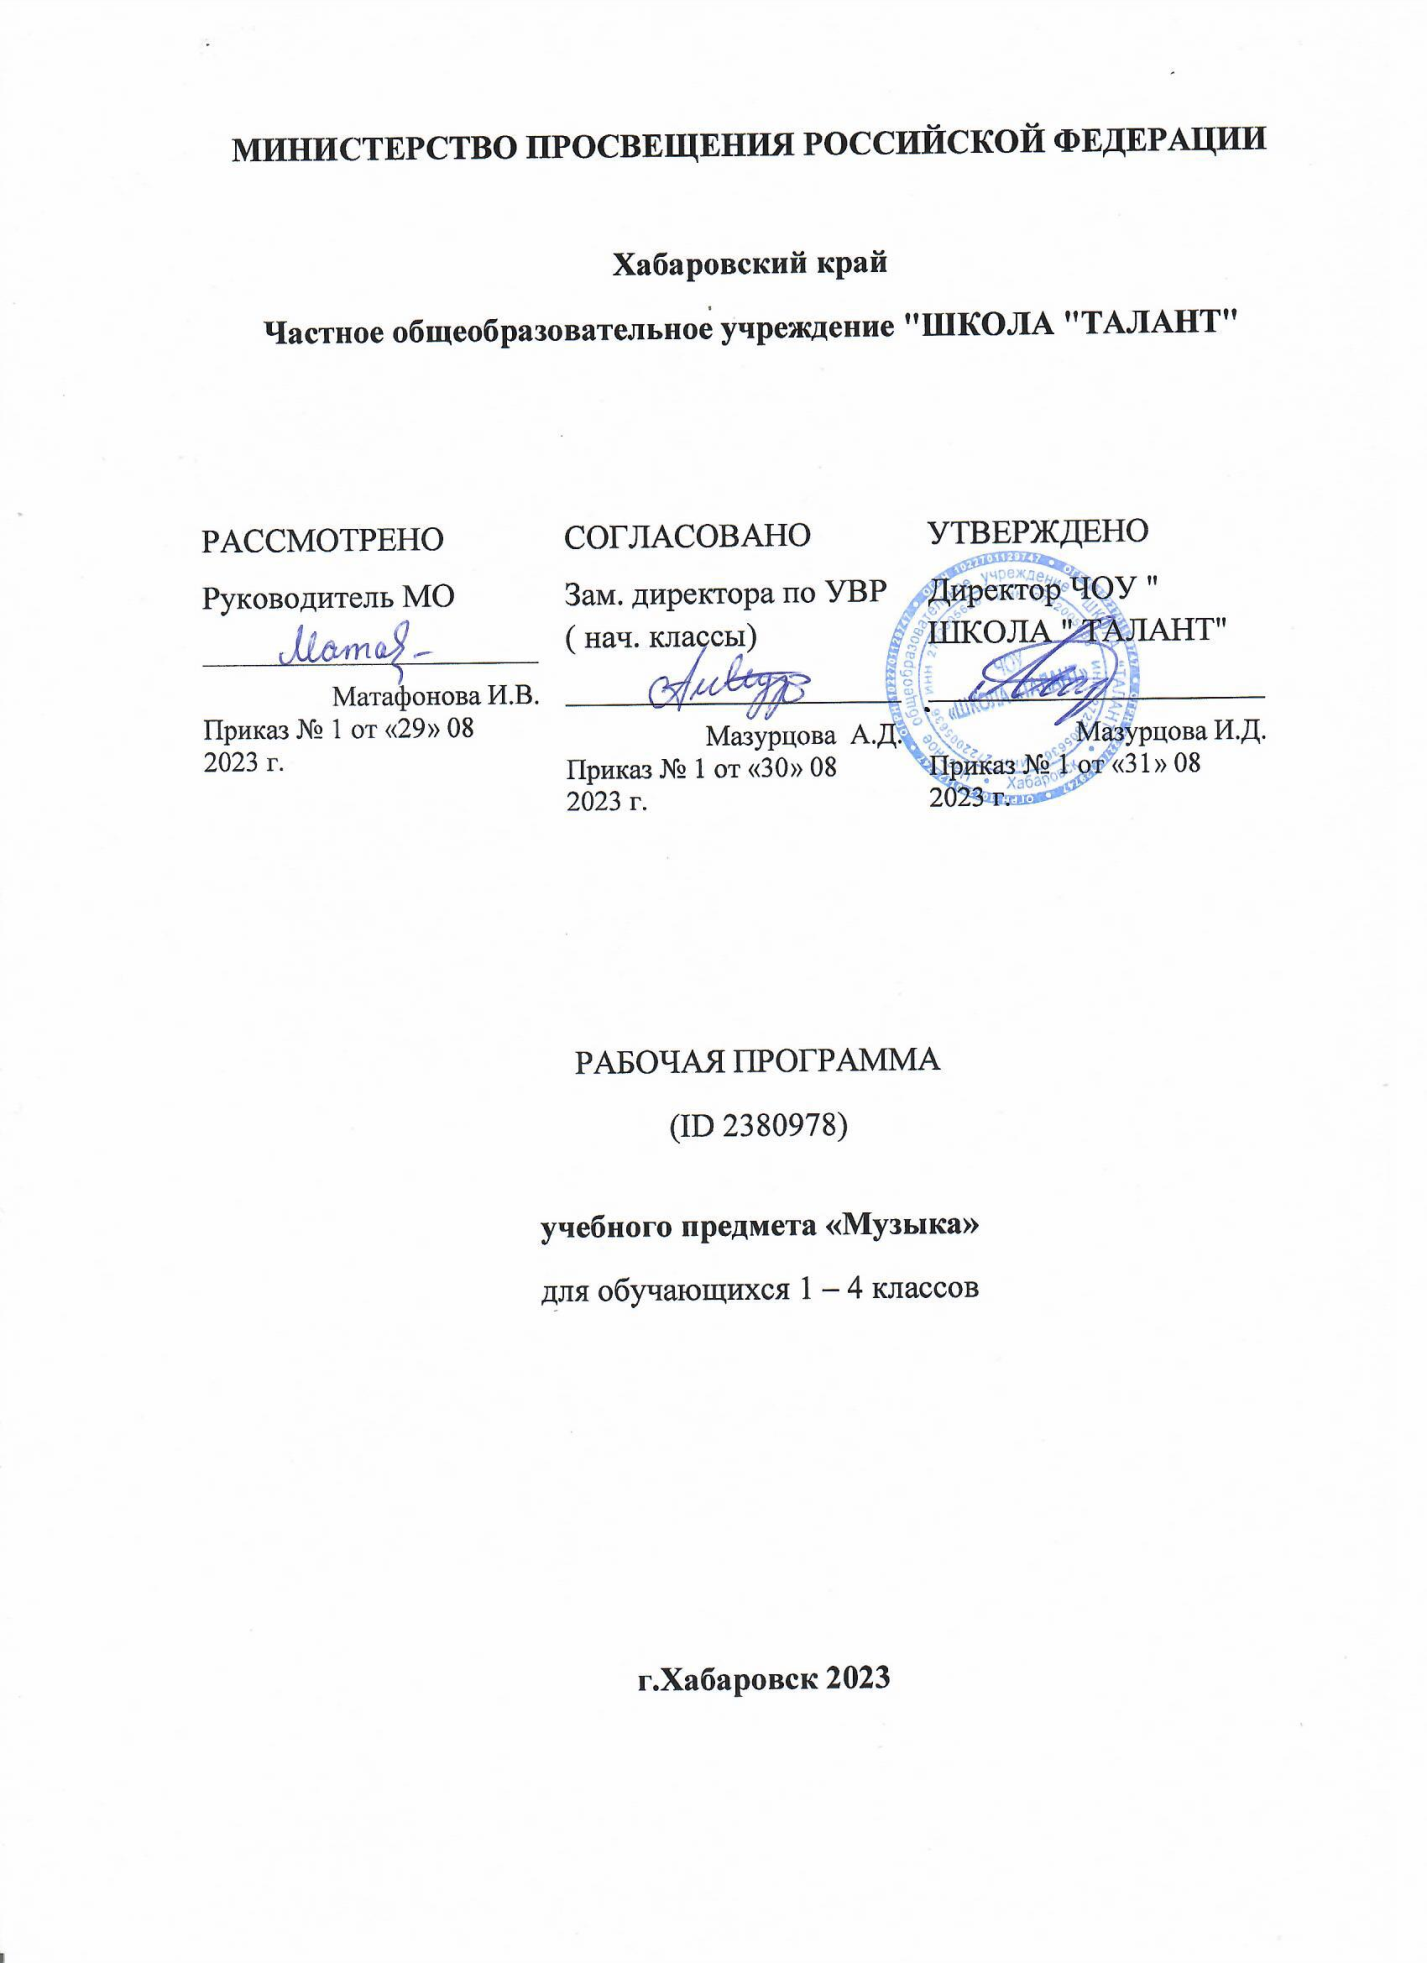 МИНИСТЕРСТВО ПРОСВЕЩЕНИЯ РОССИЙСКОЙ ФЕДЕРАЦИИ
Хабаровский край
Частное общеобразовательное учреждение "ШКОЛА "ТАЛАНТ"
РАССМОТРЕНО
Руководитель МО
Матафонова И.В.
Приказ № 1 от «29» 08
2023 г.
СОГЛАСОВАНО
Зам. директора по УВР
( нач. классы)
Мазурцова А.Д.
Приказ № 1 от «30» 08
2023 г.
УТВЕРЖДЕНО
Директор ЧОУ "
ШКОЛА " ТАЛАНТ"
Мазурцова И.Д.
Приказ № 1 от «31» 08
2023 г.
ЧОУ
Хабаровск
РАБОЧАЯ ПРОГРАММА
(ID 2380978)
учебного предмета «Музыка»
для обучающихся 1 – 4 классов
г.Хабаровск 2023